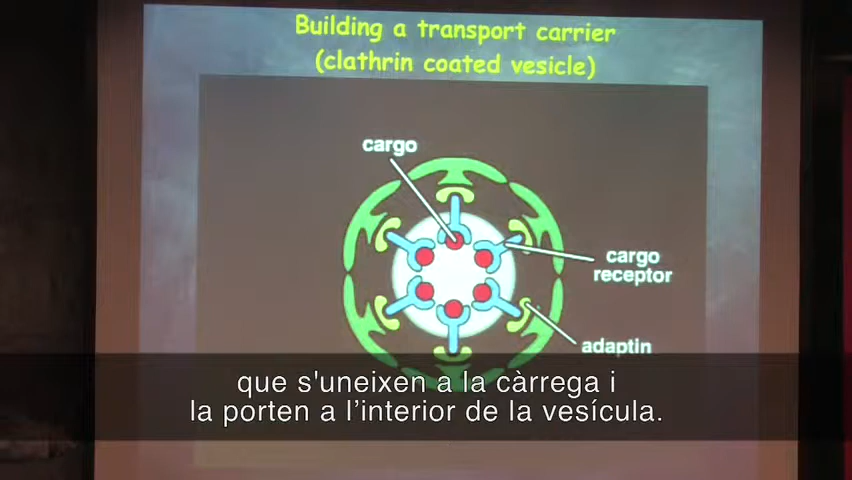 Building a transport carrier
(clathrin coated vesicle)
cargo
cargo
receptor
adaptin
que s'uneixen a la càrrega i
la porten a l’interior de la vesícula.